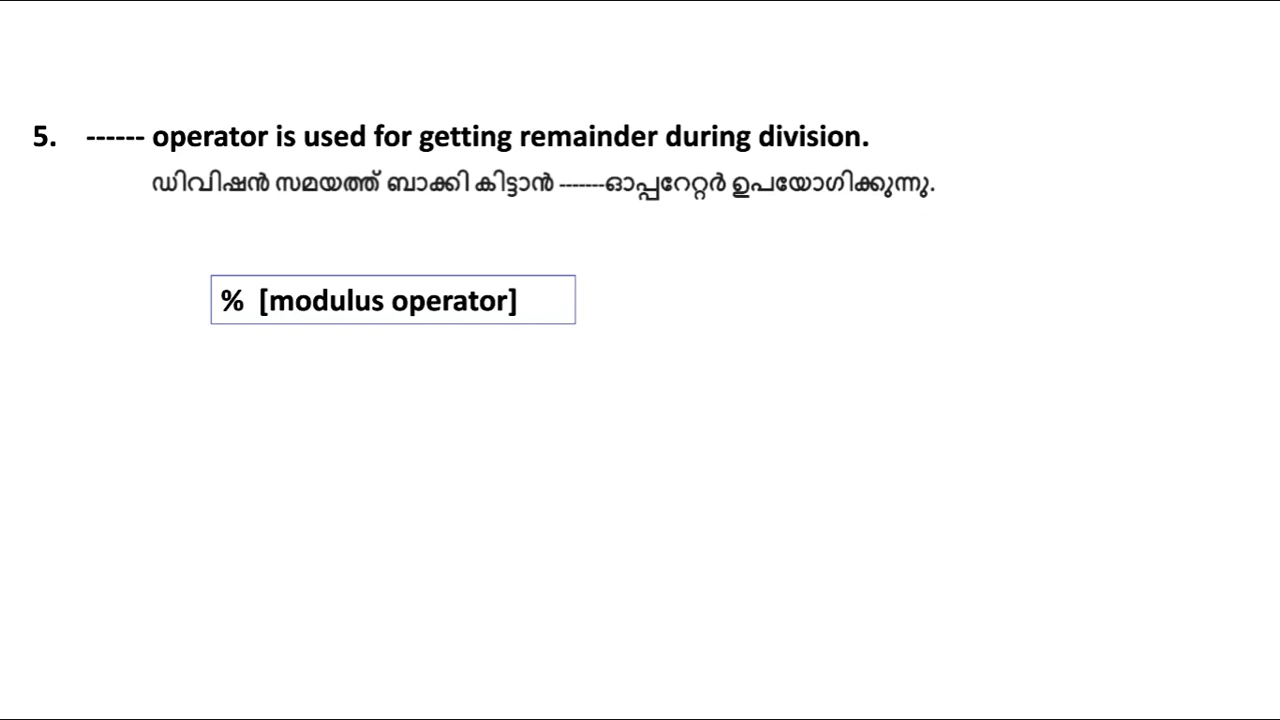 5. ------ operator is used for getting remainder during division.
ഡിവിഷൻ സമയത്ത് ബാക്കി കിട്ടാൻ -------ഓപ്പറേറ്റർ ഉപയോഗിക്കുന്നു.
% [modulus operator]